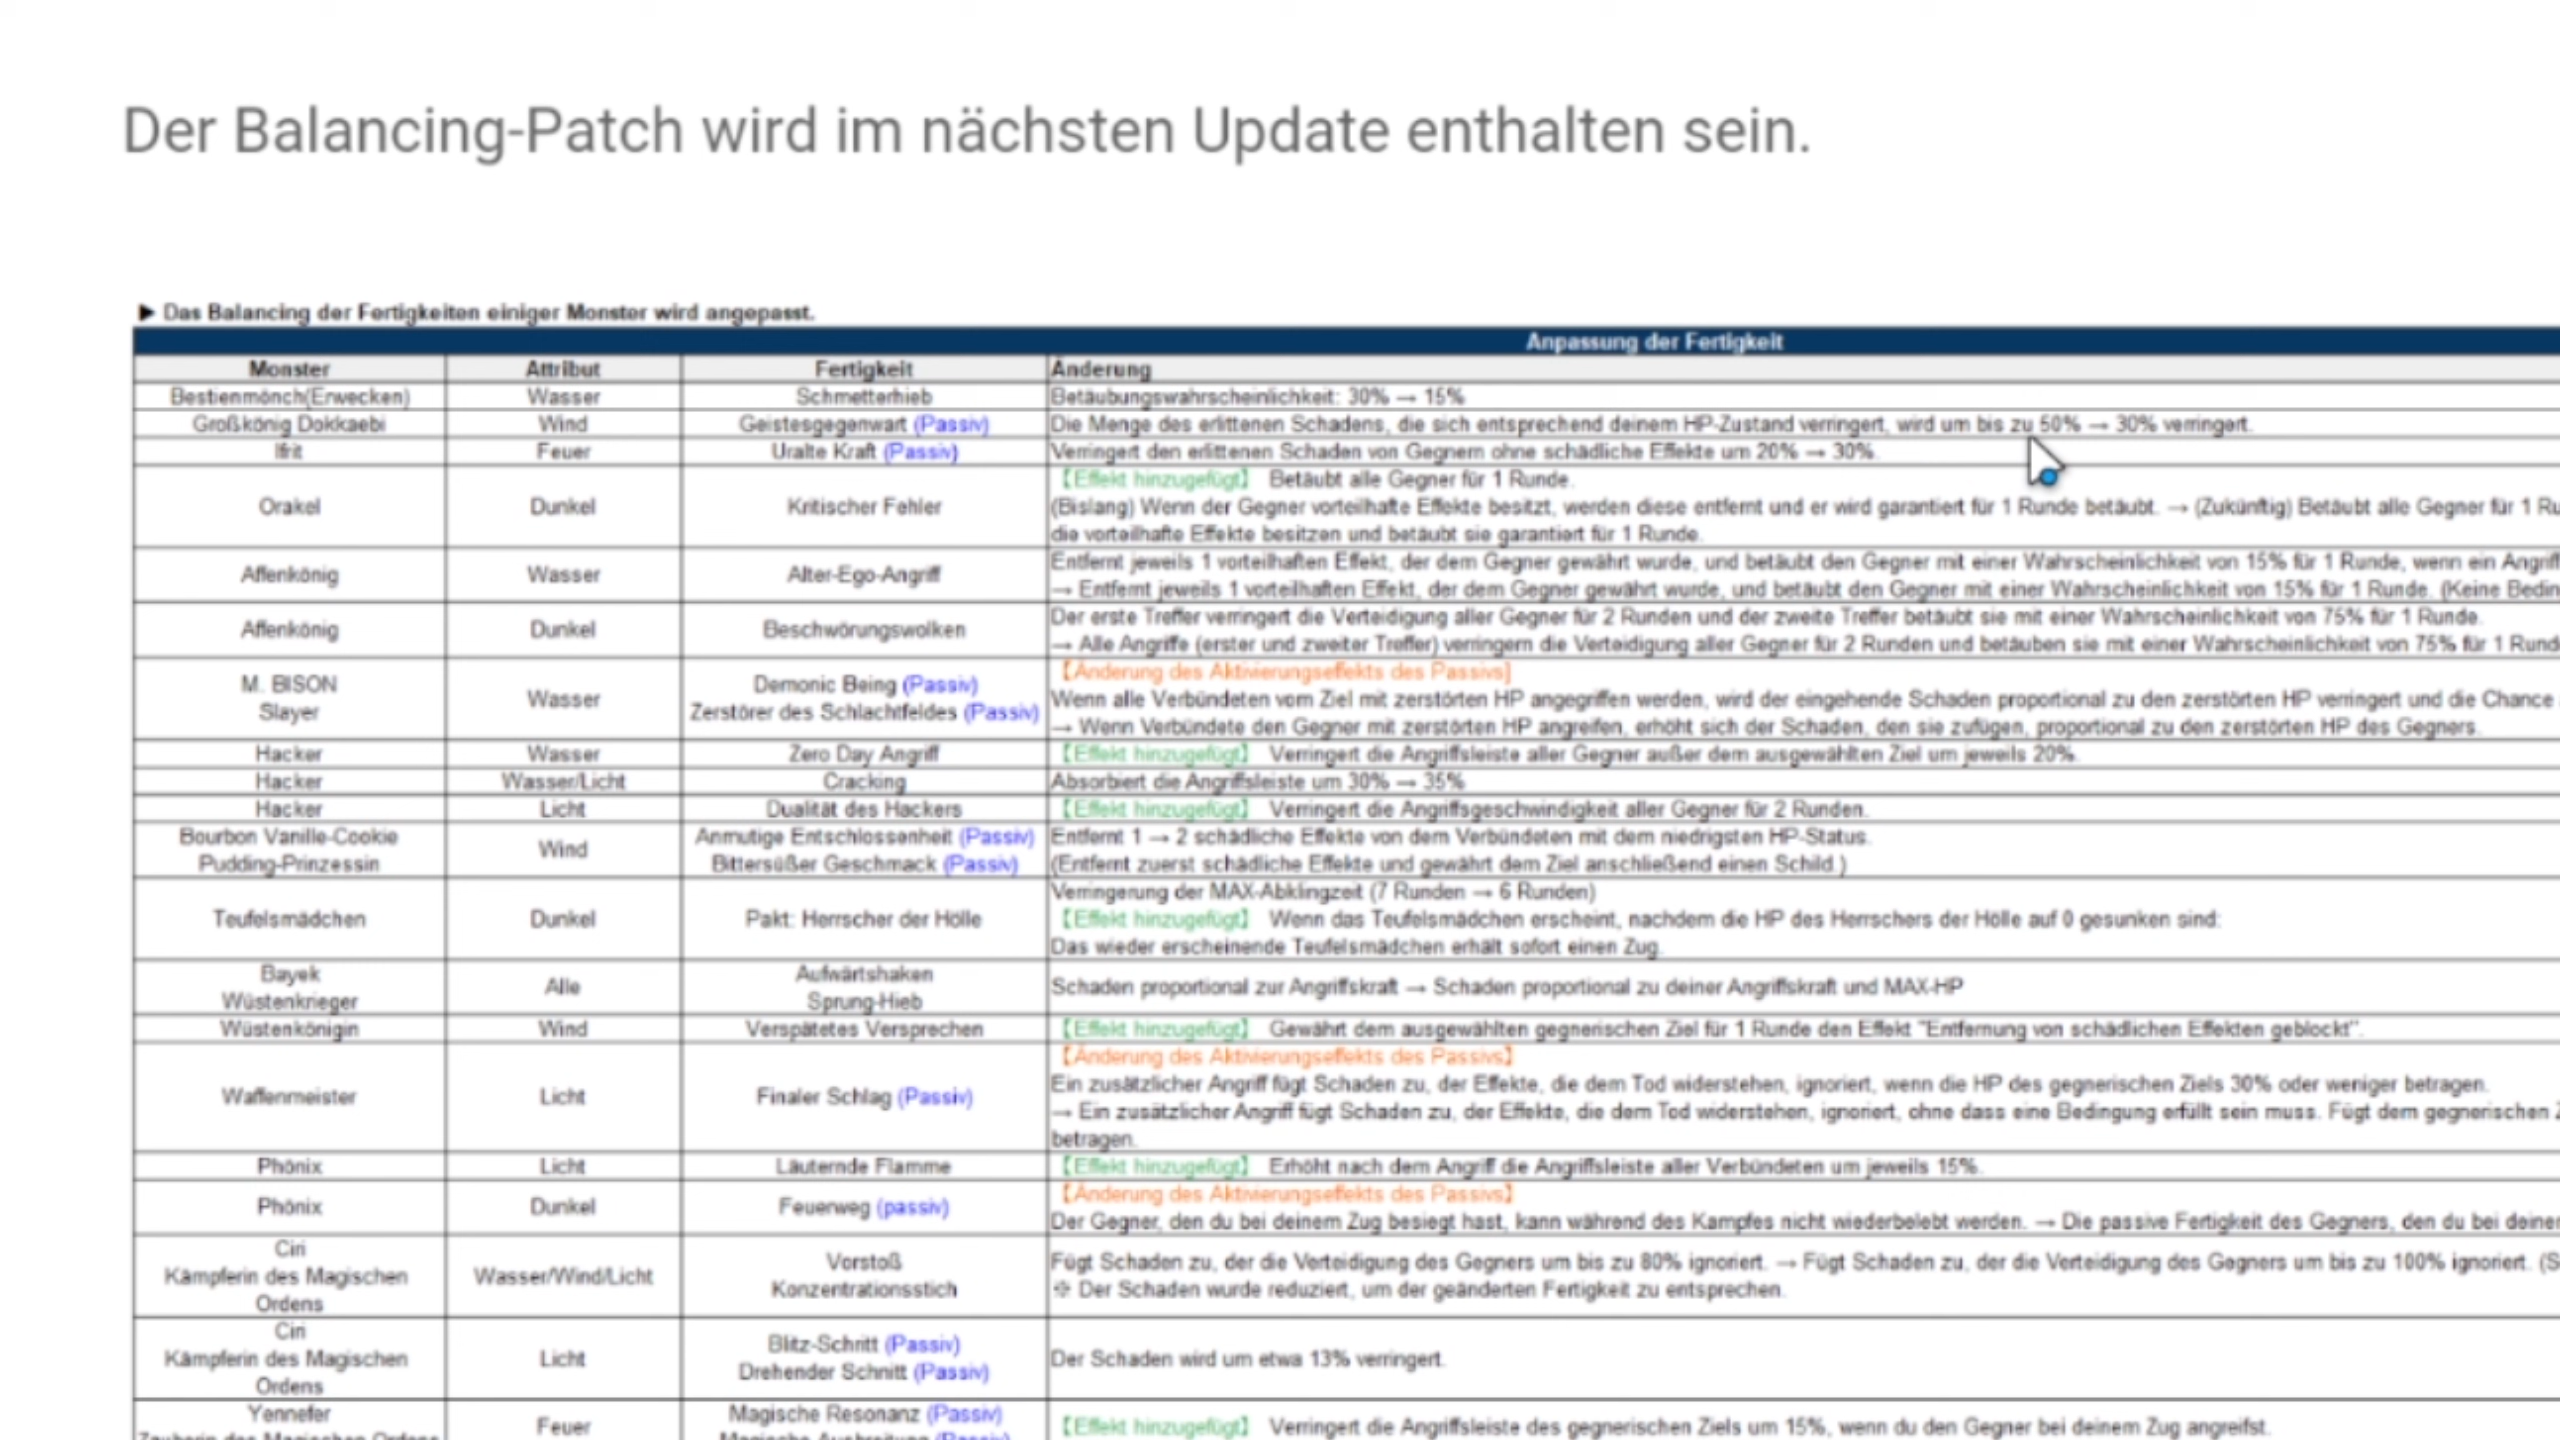 Der Balancing-Patch wird im nächsten Update enthalten sein.
▶ Das Balancing der Fertigkeiten einiger Monster wird angepasst.
Anpassung der Fertigkeit
Monster Attribut Fertigkeit Änderung
Bestienmönch(Erwecken) Wasser Schmetterhieb Betäubungswahrscheinlichkeit: 30% → 15%
Großkönig Dokkaebi Wind Geistesgegenwart (Passiv) Die Menge des erlittenen Schadens, die sich entsprechend deinem HP-Zustand verringert, wird um bis zu 50% → 30% verringert.
Ifrit Feuer Uralte Kraft (Passiv) Verringert den erlittenen Schaden von Gegnern ohne schädliche Effekte um 20% → 30%.
Orakel Dunkel Kritischer Fehler
【Effekt hinzugefügt】 Betäubt alle Gegner für 1 Runde.
(Bislang) Wenn der Gegner vorteilhafte Effekte besitzt, werden diese entfernt und er wird garantiert für 1 Runde betäubt. → (Zukünftig) Betäubt alle Gegner für 1 Ru
die vorteilhafte Effekte besitzen und betäubt sie garantiert für 1 Runde.
Affenkönig Wasser Alter-Ego-Angriff
Entfernt jeweils 1 vorteilhaften Effekt, der dem Gegner gewährt wurde, und betäubt den Gegner mit einer Wahrscheinlichkeit von 15% für 1 Runde, wenn ein Angriff
→ Entfernt jeweils 1 vorteilhaften Effekt, der dem Gegner gewährt wurde, und betäubt den Gegner mit einer Wahrscheinlichkeit von 15% für 1 Runde. (Keine Bedin
Affenkönig Dunkel Beschwörungswolken
Der erste Treffer verringert die Verteidigung aller Gegner für 2 Runden und der zweite Treffer betäubt sie mit einer Wahrscheinlichkeit von 75% für 1 Runde.
→ Alle Angriffe (erster und zweiter Treffer) verringern die Verteidigung aller Gegner für 2 Runden und betäuben sie mit einer Wahrscheinlichkeit von 75% für 1 Rund
M. BISON
Slayer
Wasser
Demonic Being (Passiv)
Zerstörer des Schlachtfeldes (Passiv)
【Änderung des Aktivierungseffekts des Passivs]
Wenn alle Verbündeten vom Ziel mit zerstörten HP angegriffen werden, wird der eingehende Schaden proportional zu den zerstörten HP verringert und die Chance
→ Wenn Verbündete den Gegner mit zerstörten HP angreifen, erhöht sich der Schaden, den sie zufügen, proportional zu den zerstörten HP des Gegners.
Hacker Wasser Zero Day Angriff 【Effekt hinzugefügt】 Verringert die Angriffsleiste aller Gegner außer dem ausgewählten Ziel um jeweils 20%.
Hacker Wasser/Licht Cracking Absorbiert die Angriffsleiste um 30% → 35%
Hacker Licht Dualität des Hackers 【Effekt hinzugefügt】 Verringert die Angriffsgeschwindigkeit aller Gegner für 2 Runden.
Bourbon Vanille-Cookie
Pudding-Prinzessin
Wind
Anmutige Entschlossenheit (Passiv)
Bittersüßer Geschmack (Passiv)
Entfernt 1 → 2 schädliche Effekte von dem Verbündeten mit dem niedrigsten HP-Status.
(Entfernt zuerst schädliche Effekte und gewährt dem Ziel anschließend einen Schild.)
Teufelsmädchen Dunkel Pakt: Herrscher der Hölle
Verringerung der MAX-Abklingzeit (7 Runden → 6 Runden)
【Effekt hinzugefügt】 Wenn das Teufelsmädchen erscheint, nachdem die HP des Herrschers der Hölle auf 0 gesunken sind:
Das wieder erscheinende Teufelsmädchen erhält sofort einen Zug.
Bayek
Wüstenkrieger
Alle
Aufwärtshaken
Sprung-Hieb
Schaden proportional zur Angriffskraft → Schaden proportional zu deiner Angriffskraft und MAX-HP
Wüstenkönigin Wind Verspätetes Versprechen 【Effekt hinzugefügt】 Gewährt dem ausgewählten gegnerischen Ziel für 1 Runde den Effekt "Entfernung von schädlichen Effekten geblockt".
Waffenmeister Licht Finaler Schlag (Passiv)
【Änderung des Aktivierungseffekts des Passivs】
Ein zusätzlicher Angriff fügt Schaden zu, der Effekte, die dem Tod widerstehen, ignoriert, wenn die HP des gegnerischen Ziels 30% oder weniger betragen.
→ Ein zusätzlicher Angriff fügt Schaden zu, der Effekte, die dem Tod widerstehen, ignoriert, ohne dass eine Bedingung erfüllt sein muss. Fügt dem gegnerischen
betragen.
Phönix Licht Läuternde Flamme 【Effekt hinzugefügt】 Erhöht nach dem Angriff die Angriffsleiste aller Verbündeten um jeweils 15%.
Phönix Dunkel Feuerweg (passiv)
【Änderung des Aktivierungseffekts des Passivs】
Der Gegner, den du bei deinem Zug besiegt hast, kann während des Kampfes nicht wiederbelebt werden. → Die passive Fertigkeit des Gegners, den du bei deine
Ciri
Kämpferin des Magischen
Ordens
Wasser/Wind/Licht
Vorstoß
Konzentrationsstich
Fügt Schaden zu, der die Verteidigung des Gegners um bis zu 80% ignoriert. → Fügt Schaden zu, der die Verteidigung des Gegners um bis zu 100% ignoriert. (S
※ Der Schaden wurde reduziert, um der geänderten Fertigkeit zu entsprechen.
Ciri
Kämpferin des Magischen
Ordens
Licht
Blitz-Schritt (Passiv)
Drehender Schnitt (Passiv)
Der Schaden wird um etwa 13% verringert.
Yennefer
Feuer
Magische Resonanz (Passiv)
【Effekt hinzugefügt】 Verringert die Angriffsleiste des gegnerischen Ziels um 15%, wenn du den Gegner bei deinem Zug angreifst.